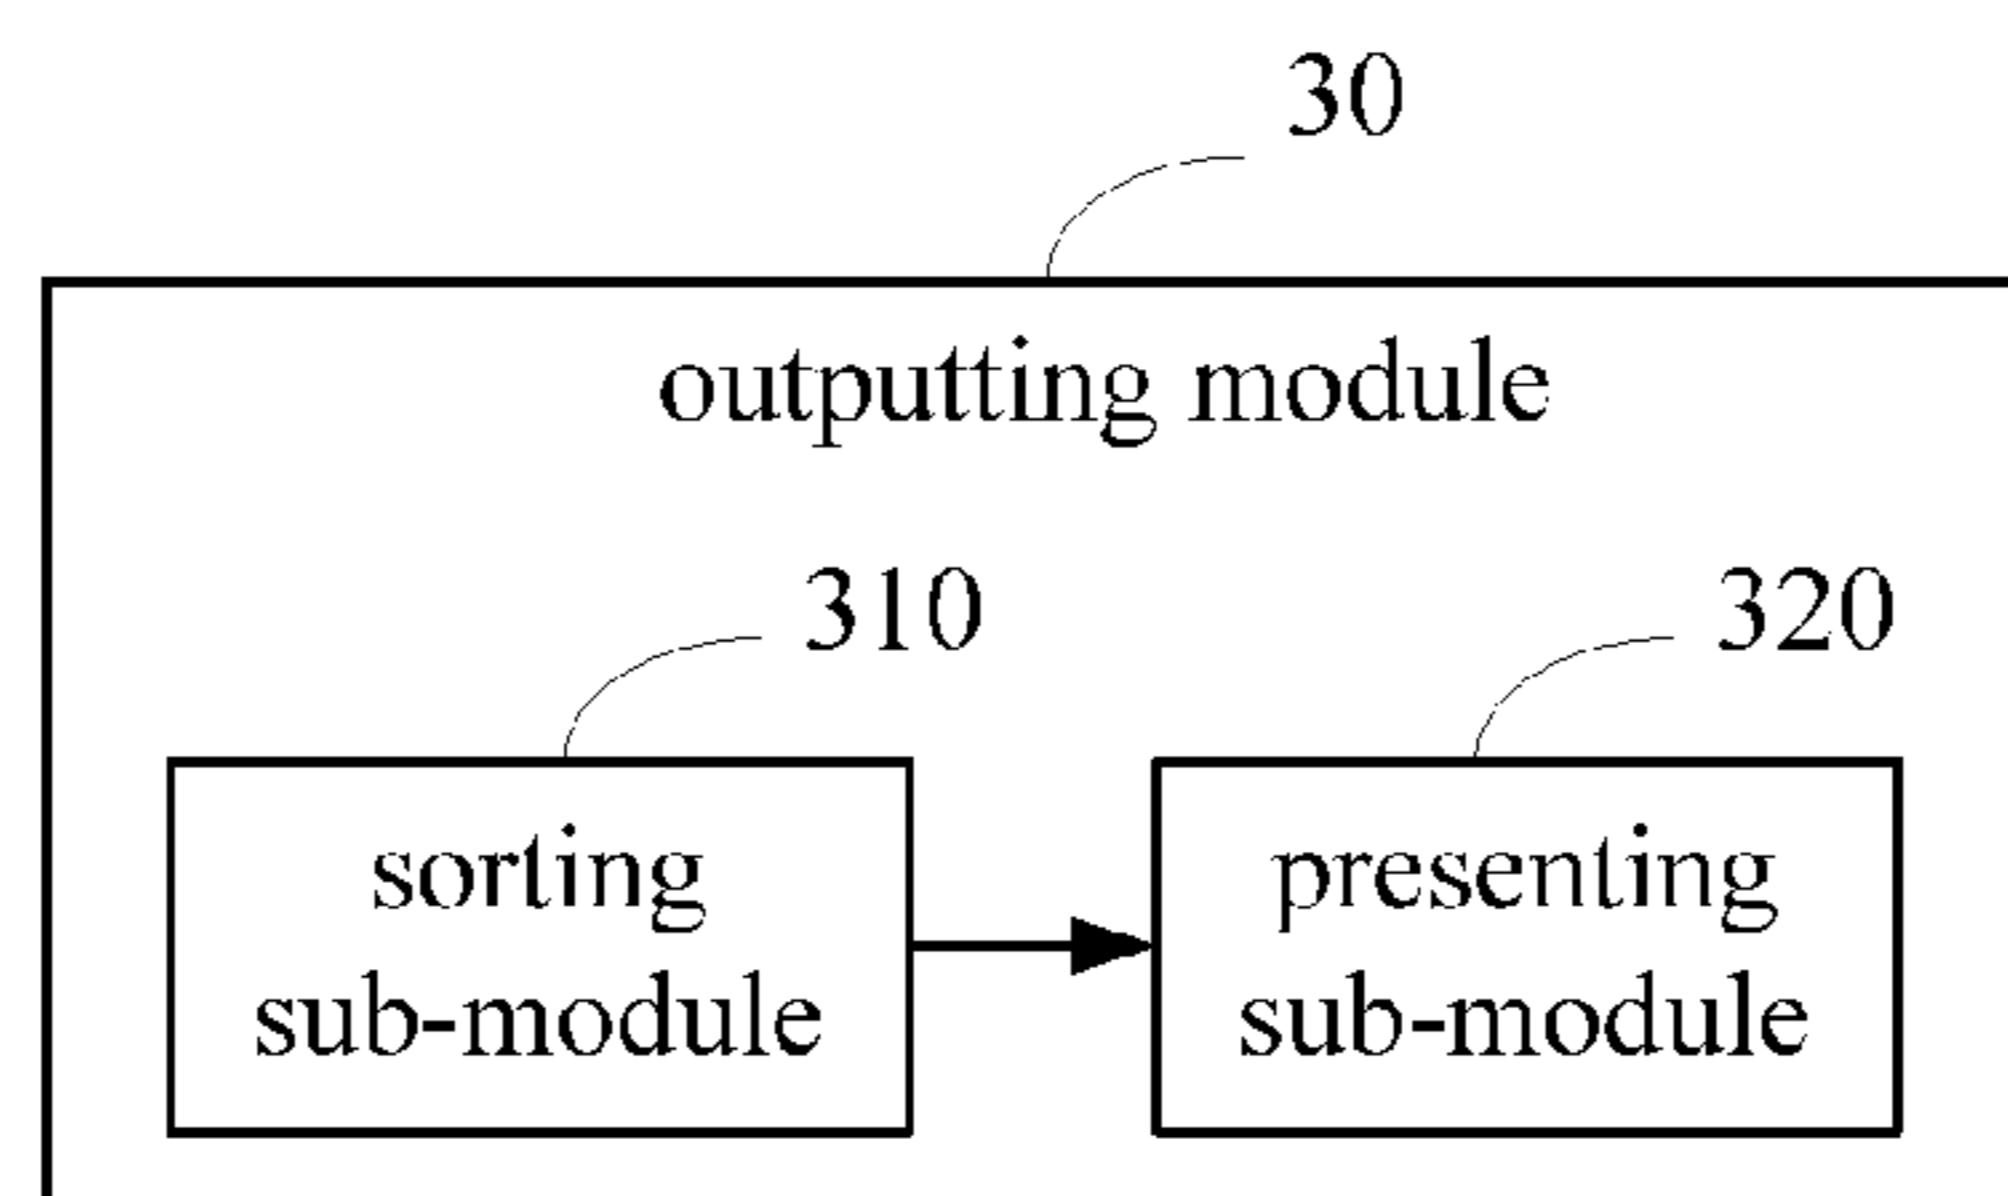 30
outputting module
310
320
sorting
sub-module
presenting
sub-module